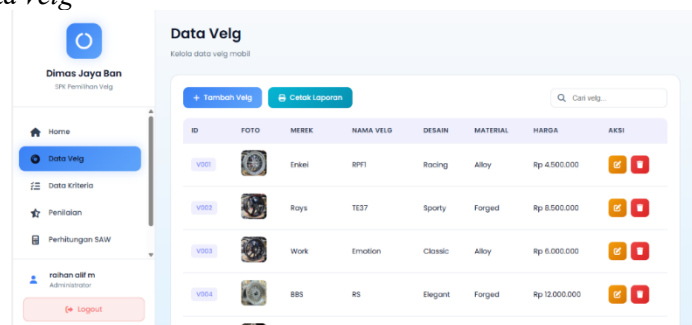 Data Velg
Kelola data velg mobil
Dimas Jaya Ban
SPK Pemilihan Velg
Home
Data Velg
Data Kriteria
Penilaian
Perhitungan SAW
raihan alif m
Administrator
Logout
+ Tambah Velg Cetak Laporan Cari velg...
ID FOTO MEREK NAMA VELG DESAIN MATERIAL HARGA AKSI
V001 Enkei RPF1 Racing Alloy Rp 4.500.000
V002 Rays TE37 Sporty Forged Rp 8.500.000
V003 Work Emotion Classic Alloy Rp 6.000.000
V004 BBS RS Elegant Forged Rp 12.000.000